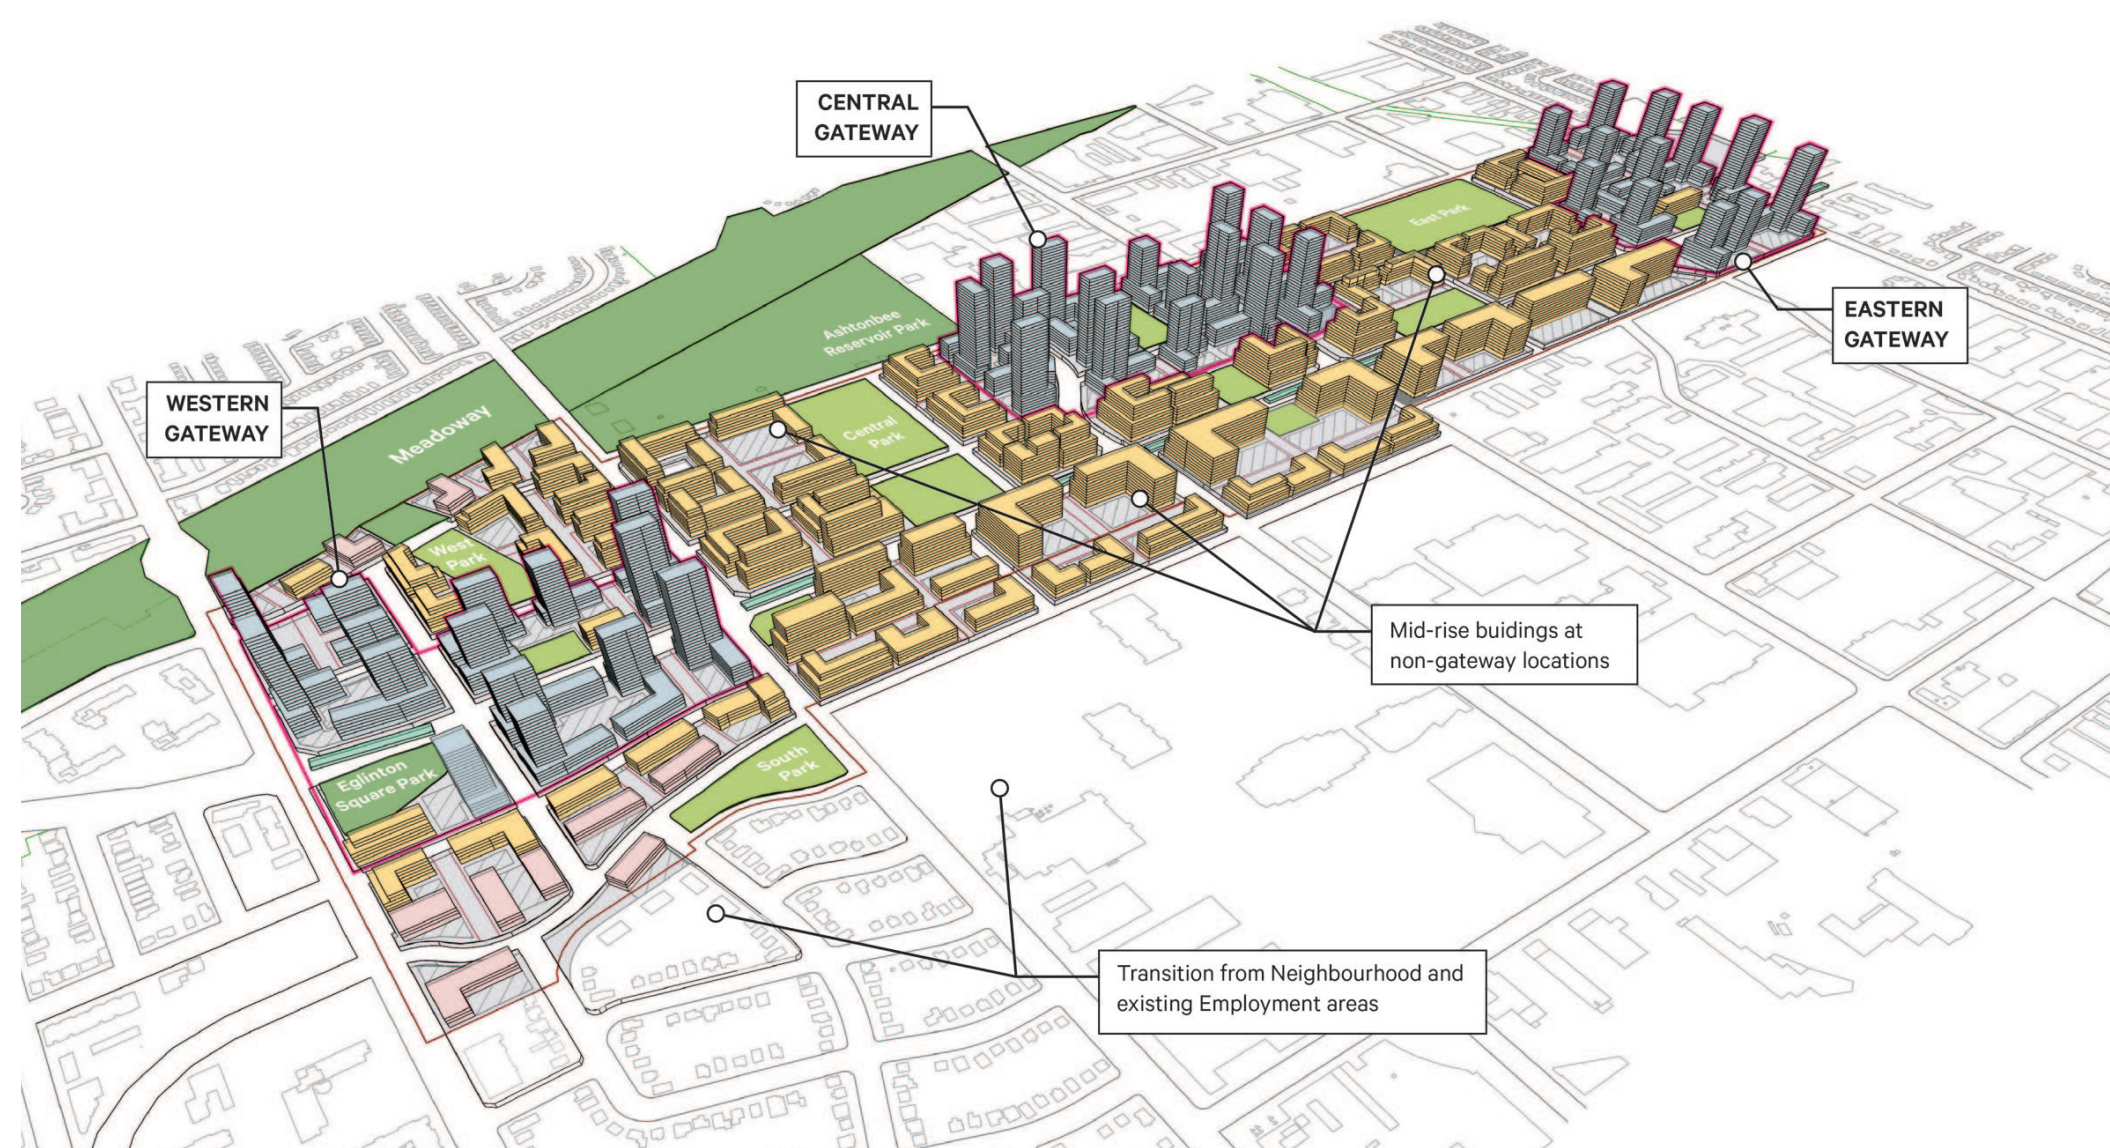 CENTRAL
GATEWAY
East Park
EASTERN
GATEWAY
Ashtonbee
Reservoir Park
WESTERN
GATEWAY
Meadoway
Central
Park
West
Park
Mid-rise buidings at
non-gateway locations
Eglinton
Square Park
South
Park
Transition from Neighbourhood and
existing Employment areas